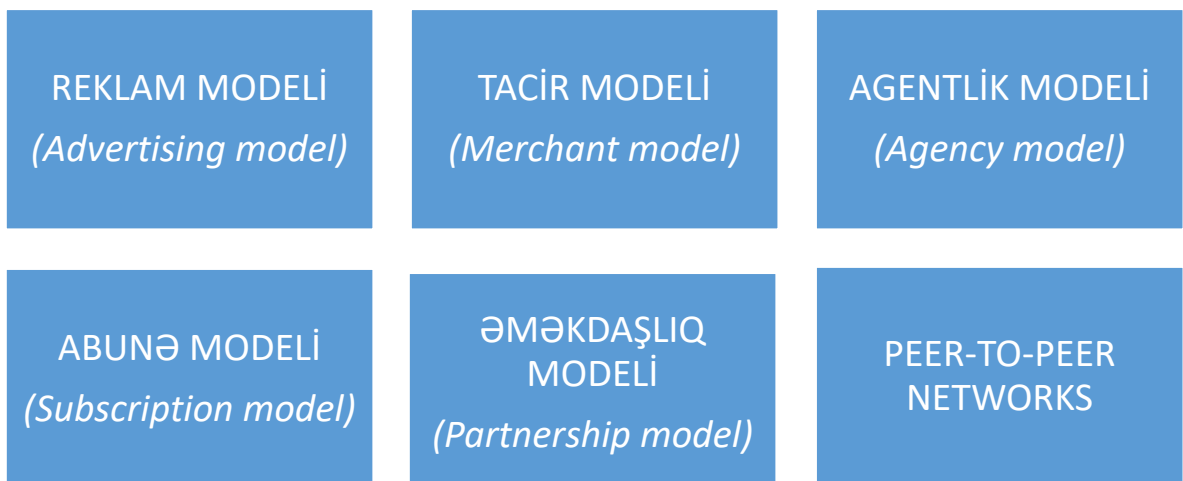 REKLAM MODELİ
(Advertising model)
TACİR MODELİ
(Merchant model)
AGENTLİK MODELİ
(Agency model)
ABUNƏ MODELİ
(Subscription model)
ƏMƏKDAŞLIQ
MODELİ
(Partnership model)
PEER-TO-PEER
NETWORKS